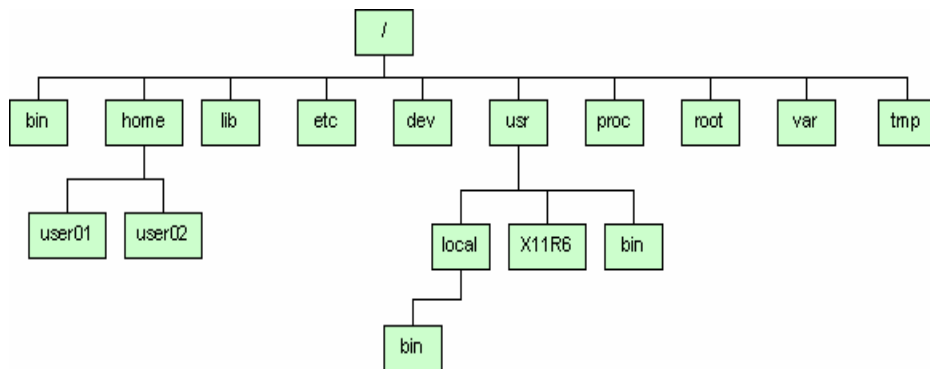 /
bin home lib etc dev usr proc root var tmp
user01 user02 local X11R6 bin
bin